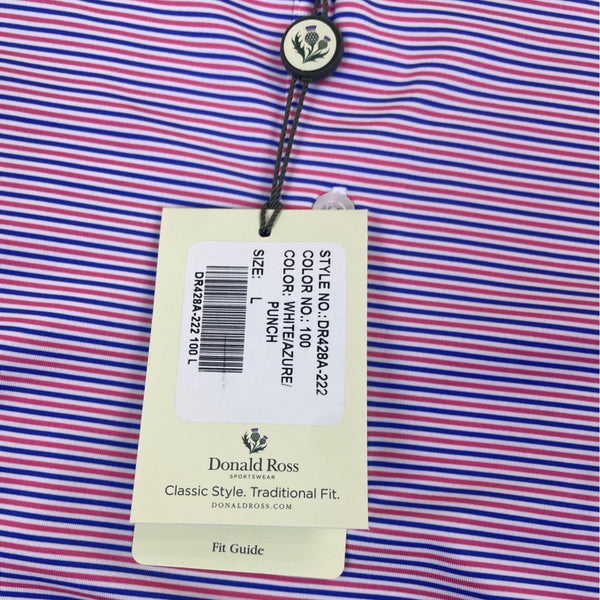 STYLE NO.: DR428A-222
COLOR NO.: 100
COLOR: WHITE/AZURE/
PUNCH
SIZE: L
DR428A-222 100 L
Donald Ross
SPORTSWEAR
Classic Style. Traditional Fit.
DONALDROSS.COM
Fit Guide